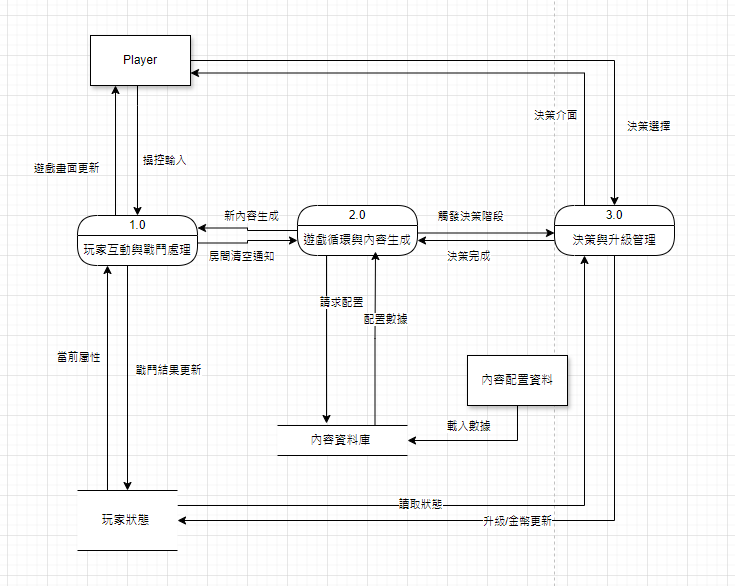 Player
決策介面
決策選擇
操控輸入
遊戲畫面更新
1.0
玩家互動與戰鬥處理
新內容生成
房間清空通知
2.0
遊戲循環與內容生成
觸發決策階段
決策完成
3.0
決策與升級管理
請求配置
配置數據
當前屬性
戰鬥結果更新
內容配置資料
載入數據
內容資料庫
玩家狀態
讀取狀態
升級/金幣更新